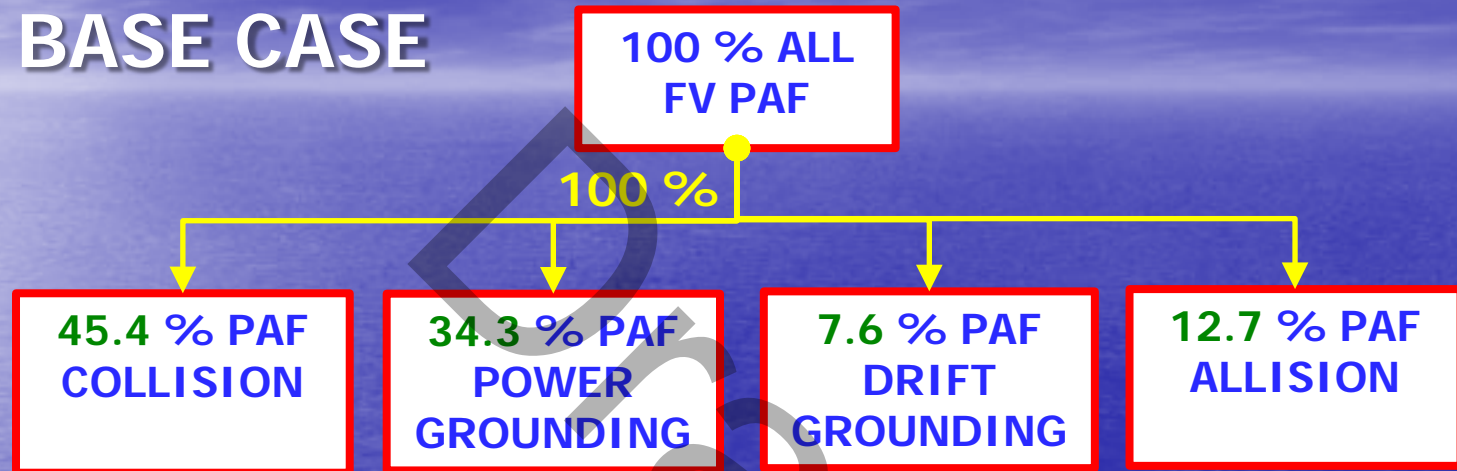 BASE CASE
100 % ALL
FV PAF
100 %
45.4 % PAF
COLLISION
34.3 % PAF
POWER
GROUNDING
7.6 % PAF
DRIFT
GROUNDING
12.7 % PAF
ALLISION